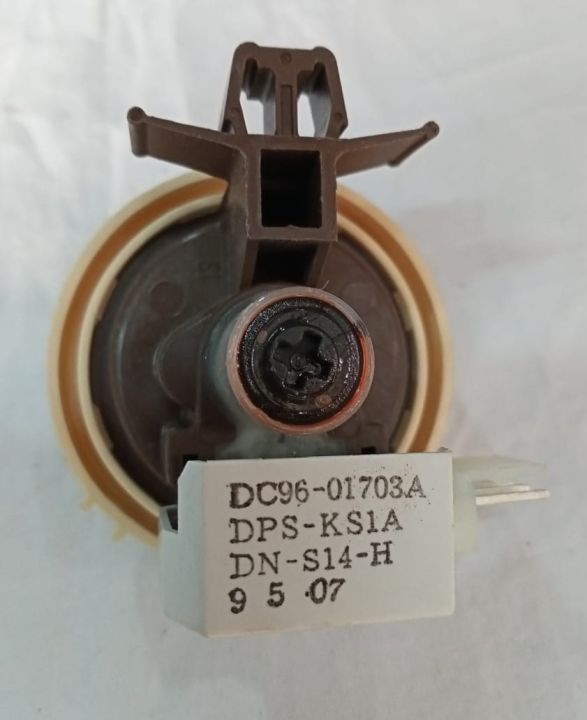 DC96-01703A
DPS-KS1A
DN-S14-H
9 5 07